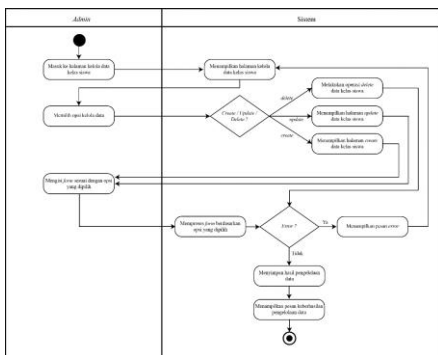 Admin
Sistem
Masuk ke halaman kelola data
kelas siswa
Menampilkan halaman kelola
data kelas siswa
Memilih opsi kelola data
Create / Update /
Delete ?
delete
update
create
Melakukan operasi delete
data kelas siswa
Menampilkan halaman update
data kelas siswa
Menampilkan halaman create
data kelas siswa
Mengisi form sesuai dengan opsi
yang dipilih
Memproses form berdasarkan
opsi yang dipilih
Error ?
Ya
Menampilkan pesan error
Tidak
Menyimpan hasil pengelolaan
data
Menampilkan pesan keberhasilan
pengelolaan data